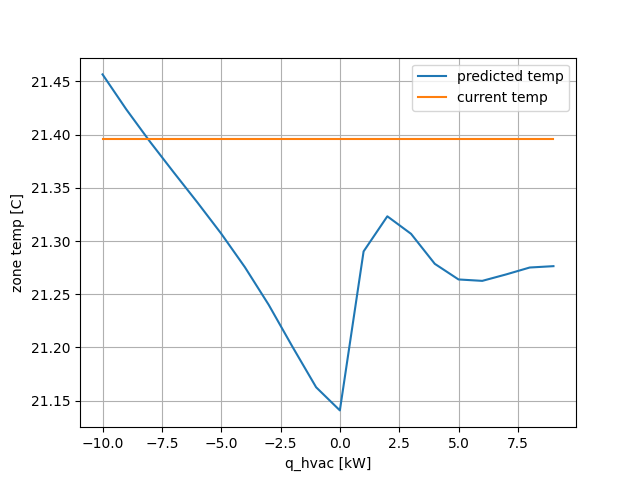 predicted temp
current temp
zone temp [C]
21.45
21.40
21.35
21.30
21.25
21.20
21.15
−10.0 −7.5 −5.0 −2.5 0.0 2.5 5.0 7.5
q_hvac [kW]